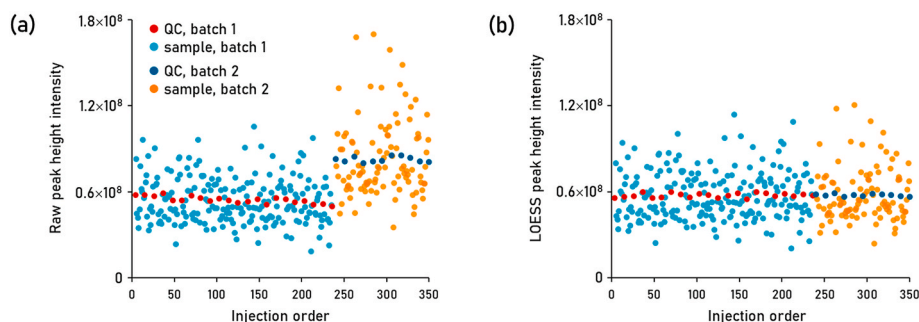 (a)
Raw peak height intensity
1.8×10⁸
1.2×10⁸
0.6×10⁸
0
QC, batch 1
sample, batch 1
QC, batch 2
sample, batch 2
0 50 100 150 200 250 300 350
Injection order
(b)
LOESS peak height intensity
1.8×10⁸
1.2×10⁸
0.6×10⁸
0
0 50 100 150 200 250 300 350
Injection order